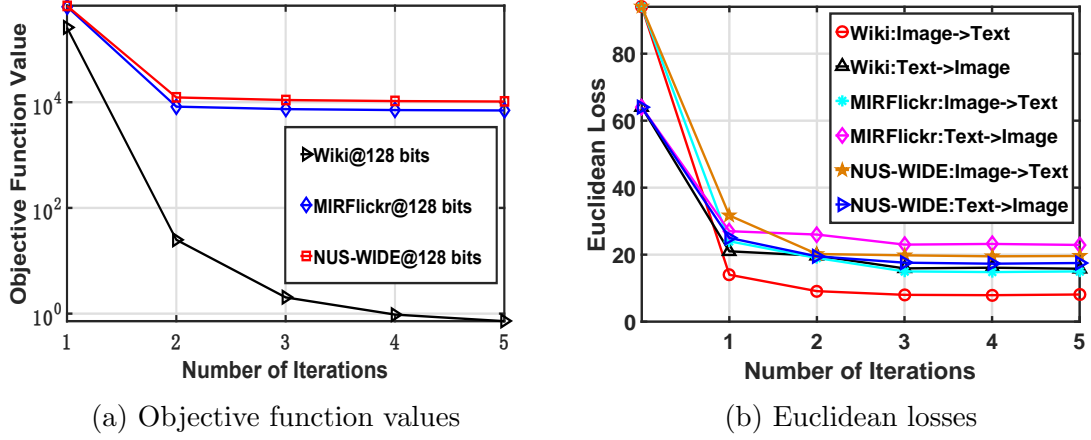 Objective Function Value
10^4
10^2
10^0
1 2 3 4 5
Number of Iterations
Wiki@128 bits
MIRFlickr@128 bits
NUS-WIDE@128 bits
(a) Objective function values
Euclidean Loss
80
60
40
20
0
1 2 3 4 5
Number of Iterations
Wiki:Image->Text
Wiki:Text->Image
MIRFlickr:Image->Text
MIRFlickr:Text->Image
NUS-WIDE:Image->Text
NUS-WIDE:Text->Image
(b) Euclidean losses